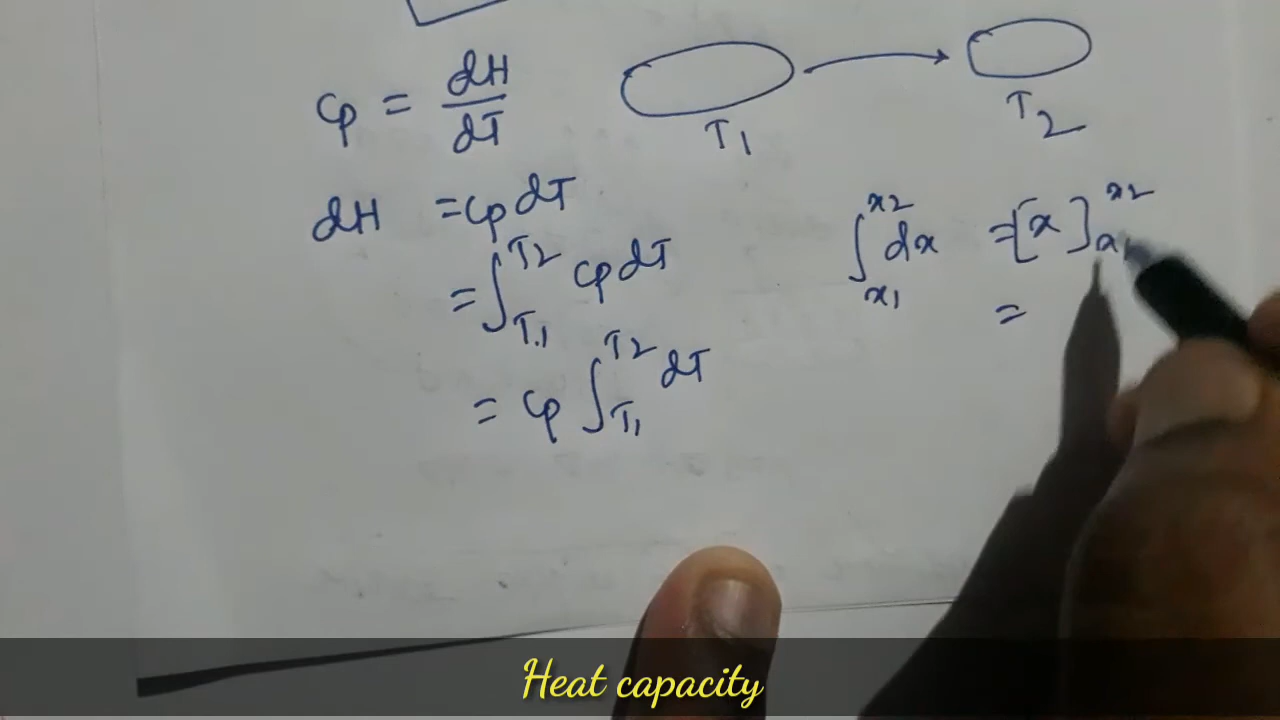 Cp = dH/dT
T1
T2
dH = Cp dT
= ∫_{T1}^{T2} Cp dT
= Cp ∫_{T1}^{T2} dT
∫_{x1}^{x2} dx = [x]_{x1}^{x2}
=
Heat capacity